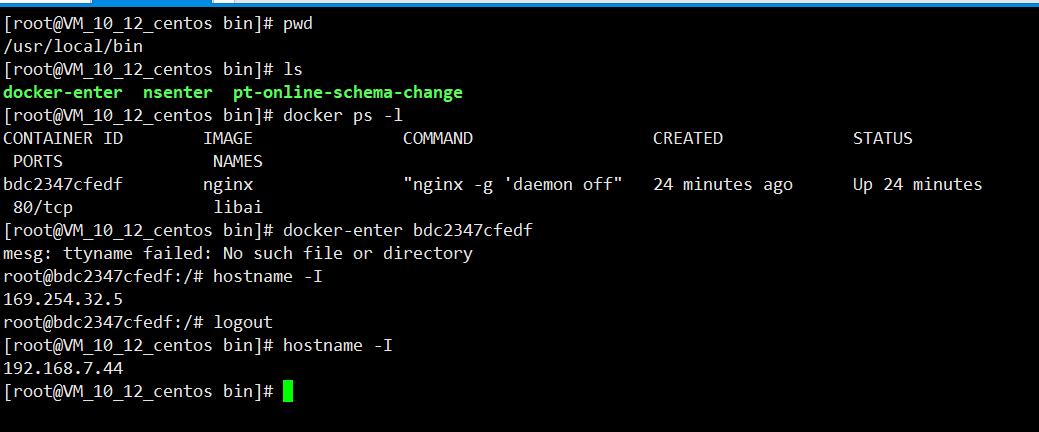 [root@VM_10_12_centos bin]# pwd
/usr/local/bin
[root@VM_10_12_centos bin]# ls
docker-enter  nsenter  pt-online-schema-change
[root@VM_10_12_centos bin]# docker ps -l
CONTAINER ID        IMAGE               COMMAND                  CREATED             STATUS
 PORTS               NAMES
bdc2347cfedf        nginx               "nginx -g 'daemon off"   24 minutes ago      Up 24 minutes
 80/tcp              libai
[root@VM_10_12_centos bin]# docker-enter bdc2347cfedf
mesg: ttyname failed: No such file or directory
root@bdc2347cfedf:/# hostname -I
169.254.32.5
root@bdc2347cfedf:/# logout
[root@VM_10_12_centos bin]# hostname -I
192.168.7.44
[root@VM_10_12_centos bin]#